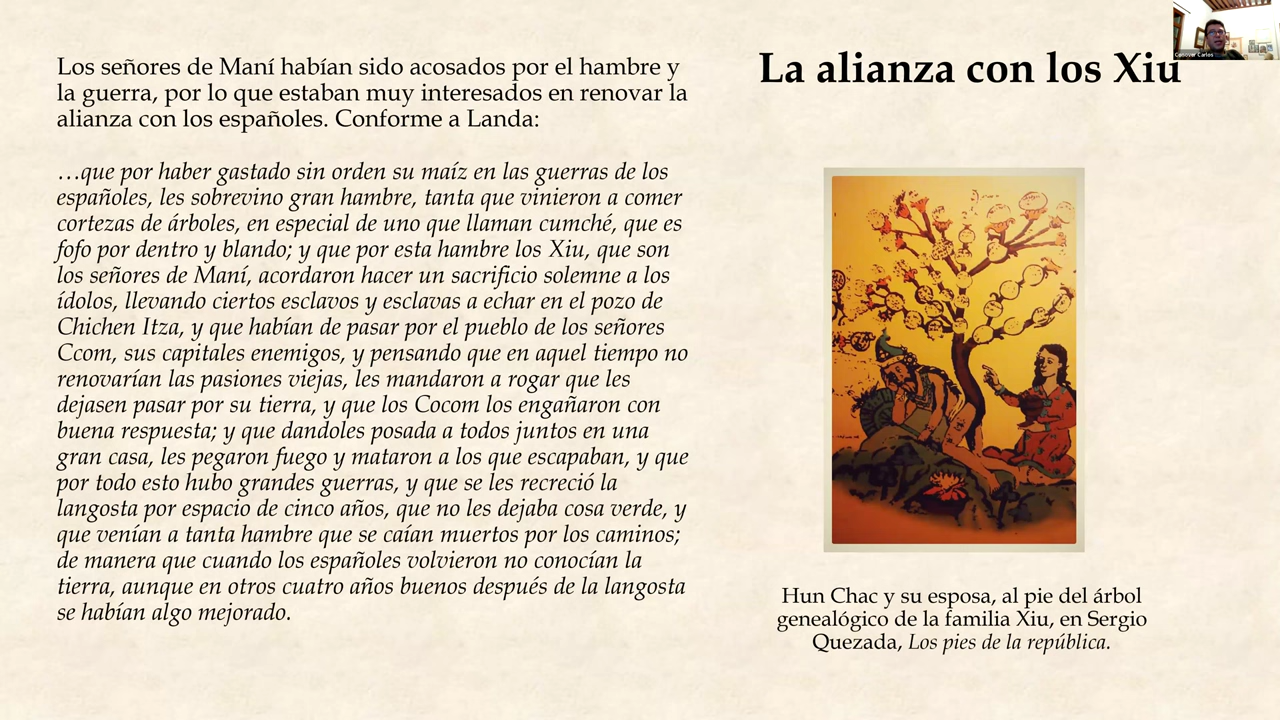 Los señores de Maní habían sido acosados por el hambre y
la guerra, por lo que estaban muy interesados en renovar la
alianza con los españoles. Conforme a Landa:
…que por haber gastado sin orden su maíz en las guerras de los
españoles, les sobrevino gran hambre, tanta que vinieron a comer
cortezas de árboles, en especial de uno que llaman cumché, que es
fofo por dentro y blando; y que por esta hambre los Xiu, que son
los señores de Maní, acordaron hacer un sacrificio solemne a los
ídolos, llevando ciertos esclavos y esclavas a echar en el pozo de
Chichen Itza, y que habían de pasar por el pueblo de los señores
Ccom, sus capitales enemigos, y pensando que en aquel tiempo no
renovarían las pasiones viejas, les mandaron a rogar que les
dejasen pasar por su tierra, y que los Cocom los engañaron con
buena respuesta; y que dandoles posada a todos juntos en una
gran casa, les pegaron fuego y mataron a los que escapaban, y que
por todo esto hubo grandes guerras, y que se les recreció la
langosta por espacio de cinco años, que no les dejaba cosa verde, y
que venían a tanta hambre que se caían muertos por los caminos;
de manera que cuando los españoles volvieron no conocían la
tierra, aunque en otros cuatro años buenos después de la langosta
se habían algo mejorado.
La alianza con los Xiu
Hun Chac y su esposa, al pie del árbol
genealógico de la familia Xiu, en Sergio
Quezada, Los pies de la república.
Carlos